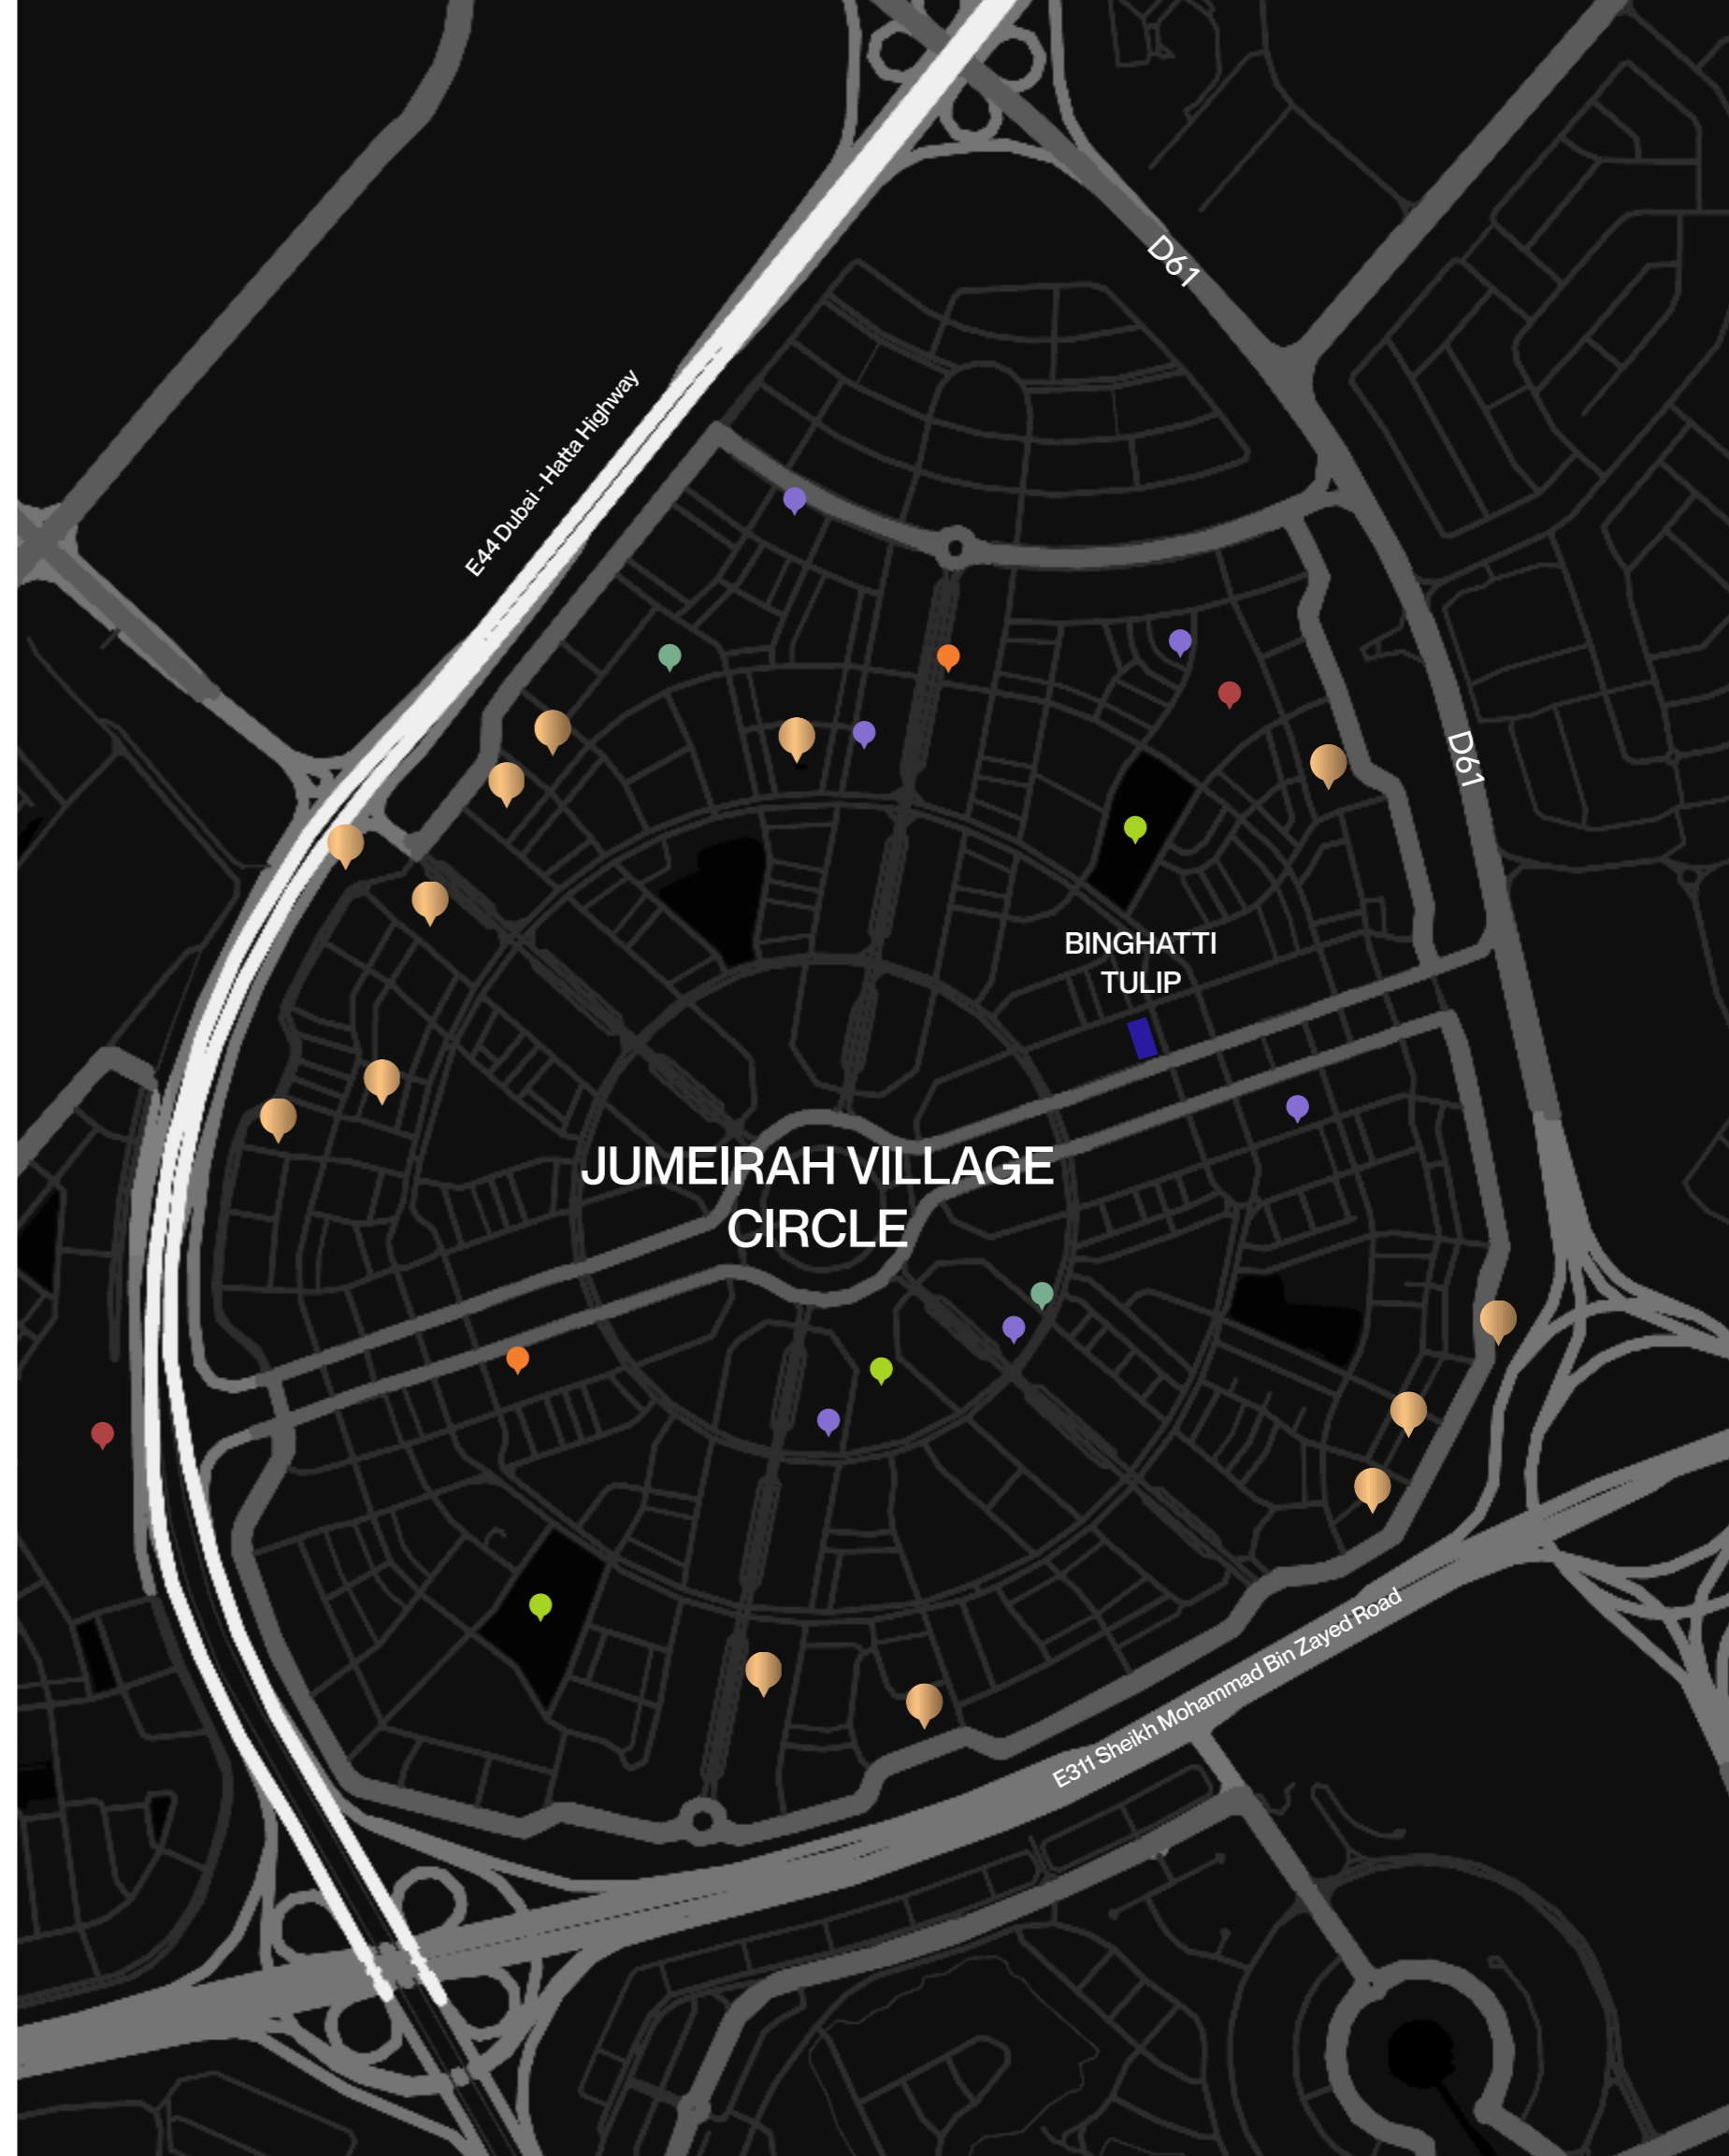 D61
E44 Dubai - Hatta Highway
D61
BINGHATTI
TULIP
JUMEIRAH VILLAGE
CIRCLE
E311 Sheikh Mohammad Bin Zayed Road